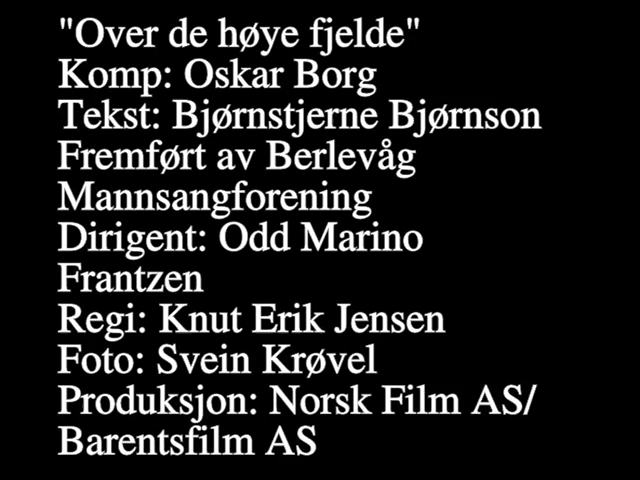 "Over de høye fjelde"
Komp: Oskar Borg
Tekst: Bjørnstjerne Bjørnson
Fremført av Berlevåg
Mannsangforening
Dirigent: Odd Marino
Frantzen
Regi: Knut Erik Jensen
Foto: Svein Krøvel
Produksjon: Norsk Film AS/
Barentsfilm AS